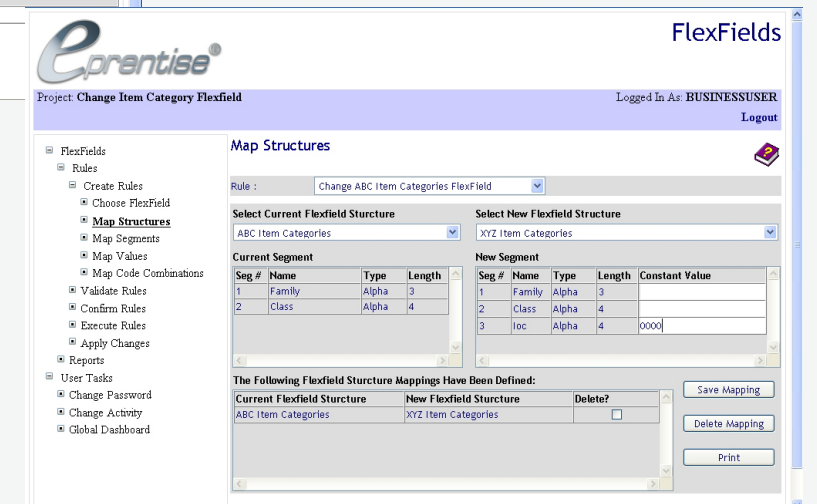 eprentise®
FlexFields
Project: Change Item Category Flexfield
Logged In As: BUSINESSUSER
Logout
FlexFields
Rules
Create Rules
Choose FlexField
Map Structures
Map Segments
Map Values
Map Code Combinations
Validate Rules
Confirm Rules
Execute Rules
Apply Changes
Reports
User Tasks
Change Password
Change Activity
Global Dashboard
Map Structures
Rule : Change ABC Item Categories FlexField
Select Current Flexfield Sturcture
ABC Item Categories
Current Segment
Seg # Name Type Length
1 Family Alpha 3
2 Class Alpha 4
Select New Flexfield Structure
XYZ Item Categories
New Segment
Seg # Name Type Length Constant Value
1 Family Alpha 3
2 Class Alpha 4
3 loc Alpha 4 0000
The Following Flexfield Sturcture Mappings Have Been Defined:
Current Flexfield Sturcture New Flexfield Sturcture Delete?
ABC Item Categories XYZ Item Categories
Save Mapping
Delete Mapping
Print